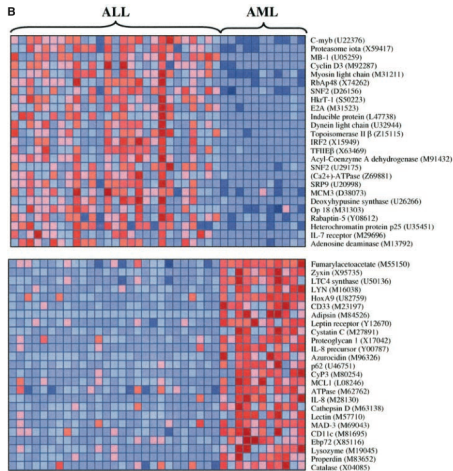 B
ALL
AML
C-myb (U22376)
Proteasome iota (X59417)
MB-1 (U05259)
Cyclin D3 (M92287)
Myosin light chain (M31211)
RbAp48 (X74262)
SNF2 (D26156)
HkrT-1 (S50223)
E2A (M31523)
Inducible protein (L47738)
Dynein light chain (U32944)
Topoisomerase II β (Z15115)
IRF2 (X15949)
TFIIEβ (X63469)
Acyl-Coenzyme A dehydrogenase (M91432)
SNF2 (U29175)
(Ca2+)-ATPase (Z69881)
SRP9 (U20998)
MCM3 (D38073)
Deoxyhypusine synthase (U26266)
Op 18 (M31303)
Rabaptin-5 (Y08612)
Heterochromatin protein p25 (U35451)
IL-7 receptor (M29696)
Adenosine deaminase (M13792)
Fumarylacetoacetate (M55150)
Zyxin (X95735)
LTC4 synthase (U50136)
LYN (M16038)
HoxA9 (U82759)
CD33 (M23197)
Adipsin (M84526)
Leptin receptor (Y12670)
Cystatin C (M27891)
Proteoglycan 1 (X17042)
IL-8 precursor (Y00787)
Azurocidin (M96326)
p62 (U46751)
CyP3 (M80254)
MCL1 (L08246)
ATPase (M62762)
IL-8 (M28130)
Cathepsin D (M63138)
Lectin (M57710)
MAD-3 (M69043)
CD11c (M81695)
Ebp72 (X85116)
Lysozyme (M19045)
Properdin (M83652)
Catalase (X04085)